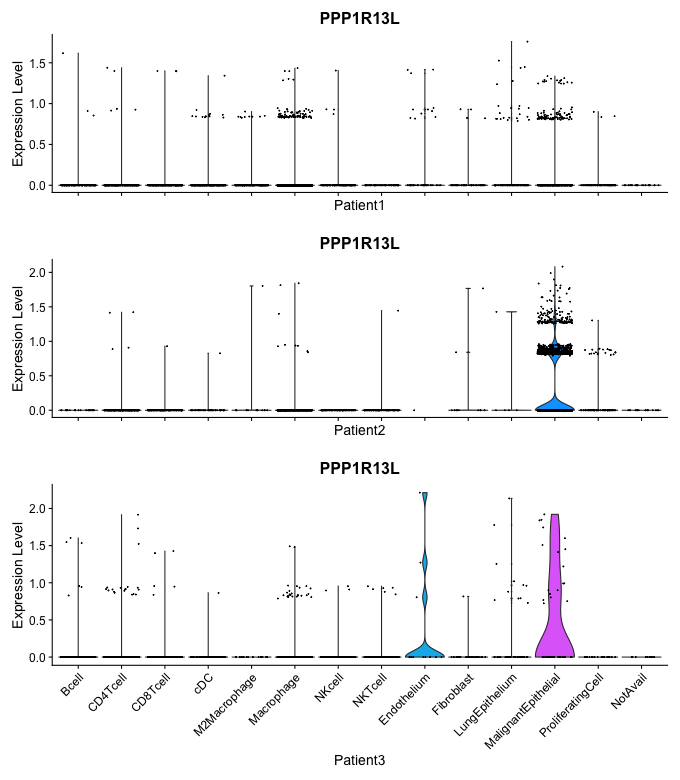 PPP1R13L
Expression Level
1.5
1.0
0.5
0.0
Patient1
PPP1R13L
Expression Level
2.0
1.5
1.0
0.5
0.0
Patient2
PPP1R13L
Expression Level
2.0
1.5
1.0
0.5
0.0
Bcell
CD4Tcell
CD8Tcell
cDC
M2Macrophage
Macrophage
NKcell
NKTcell
Endothelium
Fibroblast
LungEpithelium
MalignantEpithelial
ProliferatingCell
NotAvail
Patient3